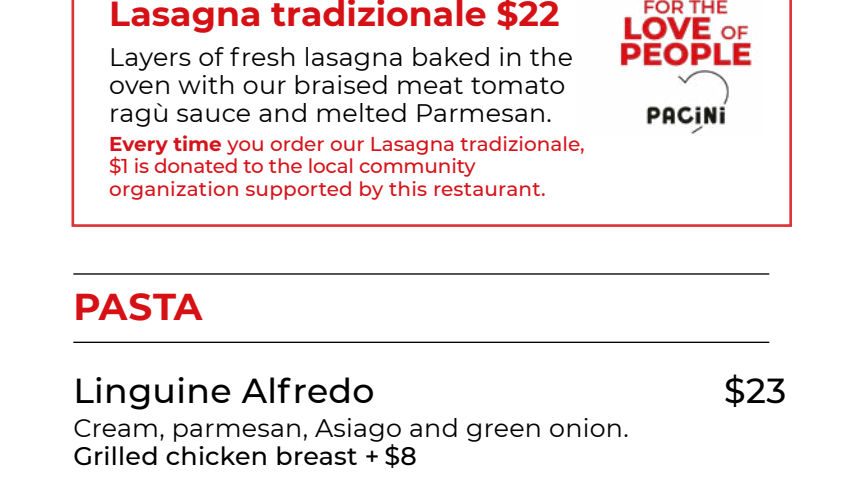 Lasagna tradizionale $22
Layers of fresh lasagna baked in the
oven with our braised meat tomato
ragù sauce and melted Parmesan.
Every time you order our Lasagna tradizionale,
$1 is donated to the local community
organization supported by this restaurant.
FOR THE
LOVE OF
PEOPLE
PACiNi
PASTA
Linguine Alfredo $23
Cream, parmesan, Asiago and green onion.
Grilled chicken breast + $8